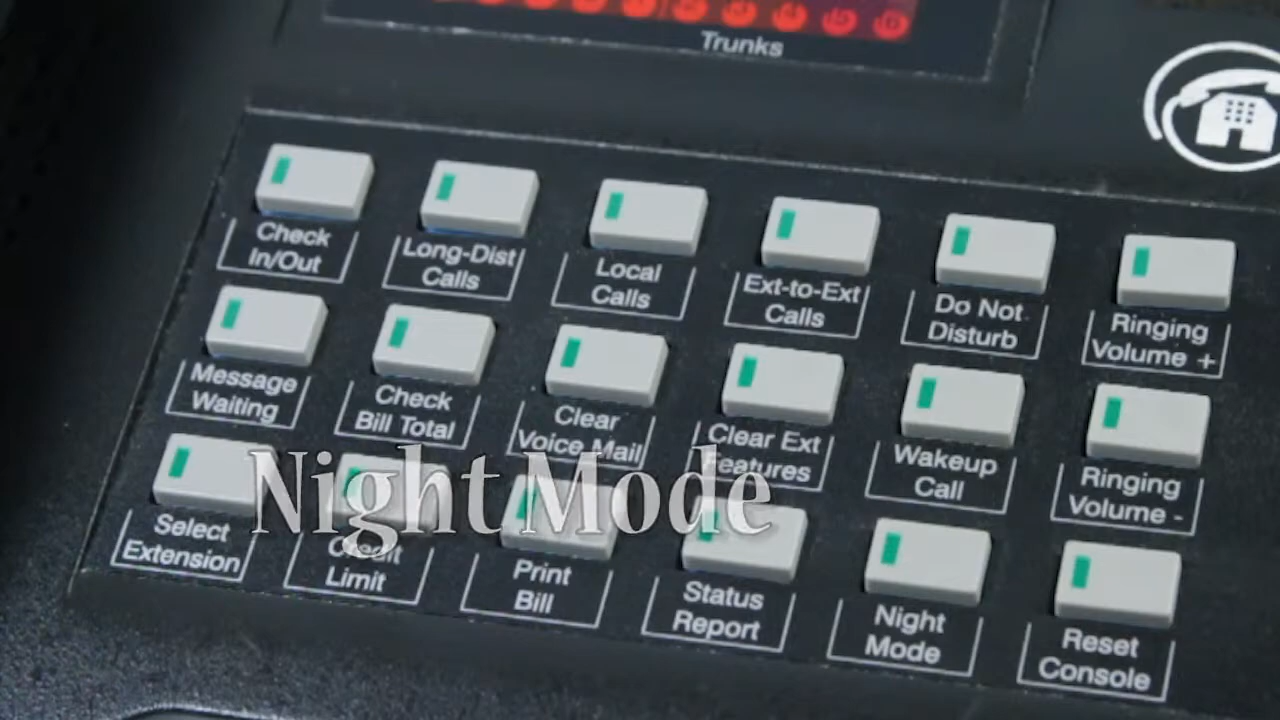 Trunks
Check
In/Out
Long-Dist
Calls
Local
Calls
Ext-to-Ext
Calls
Do Not
Disturb
Ringing
Volume +
Message
Waiting
Check
Bill Total
Clear
Voice Mail
Clear Ext
Features
Wakeup
Call
Ringing
Volume -
Night Mode
Select
Extension
Credit
Limit
Print
Bill
Status
Report
Night
Mode
Reset
Console